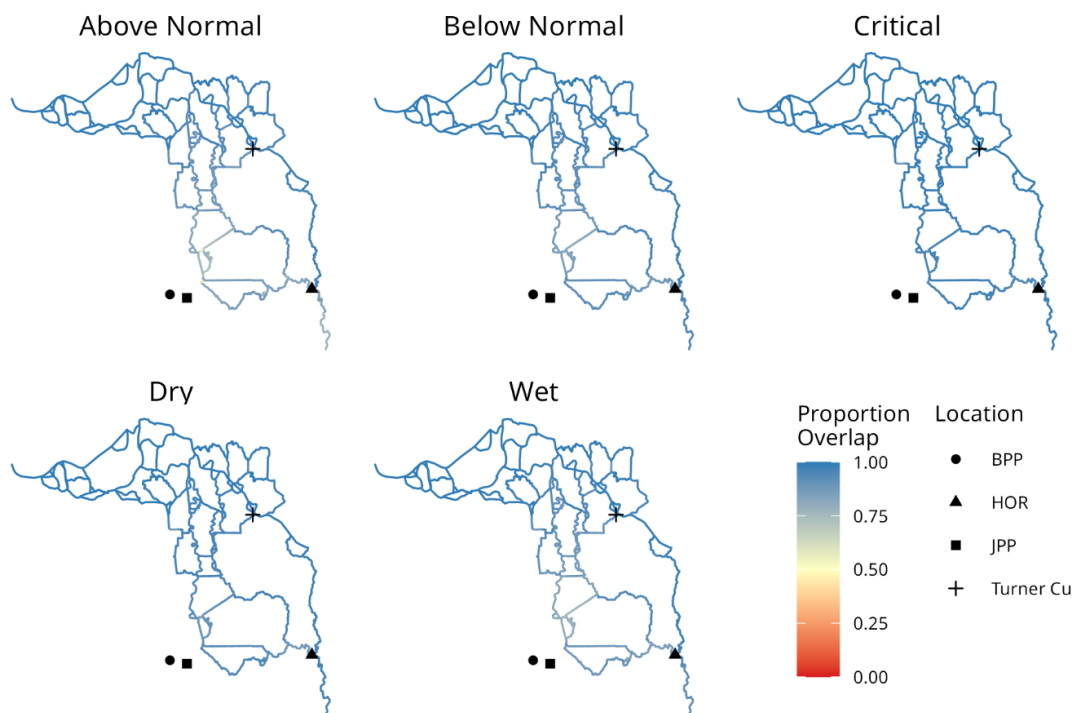 Above Normal
Below Normal
Critical
Dry
Wet
Proportion
Overlap
1.00
0.75
0.50
0.25
0.00
Location
BPP
HOR
JPP
Turner Cu